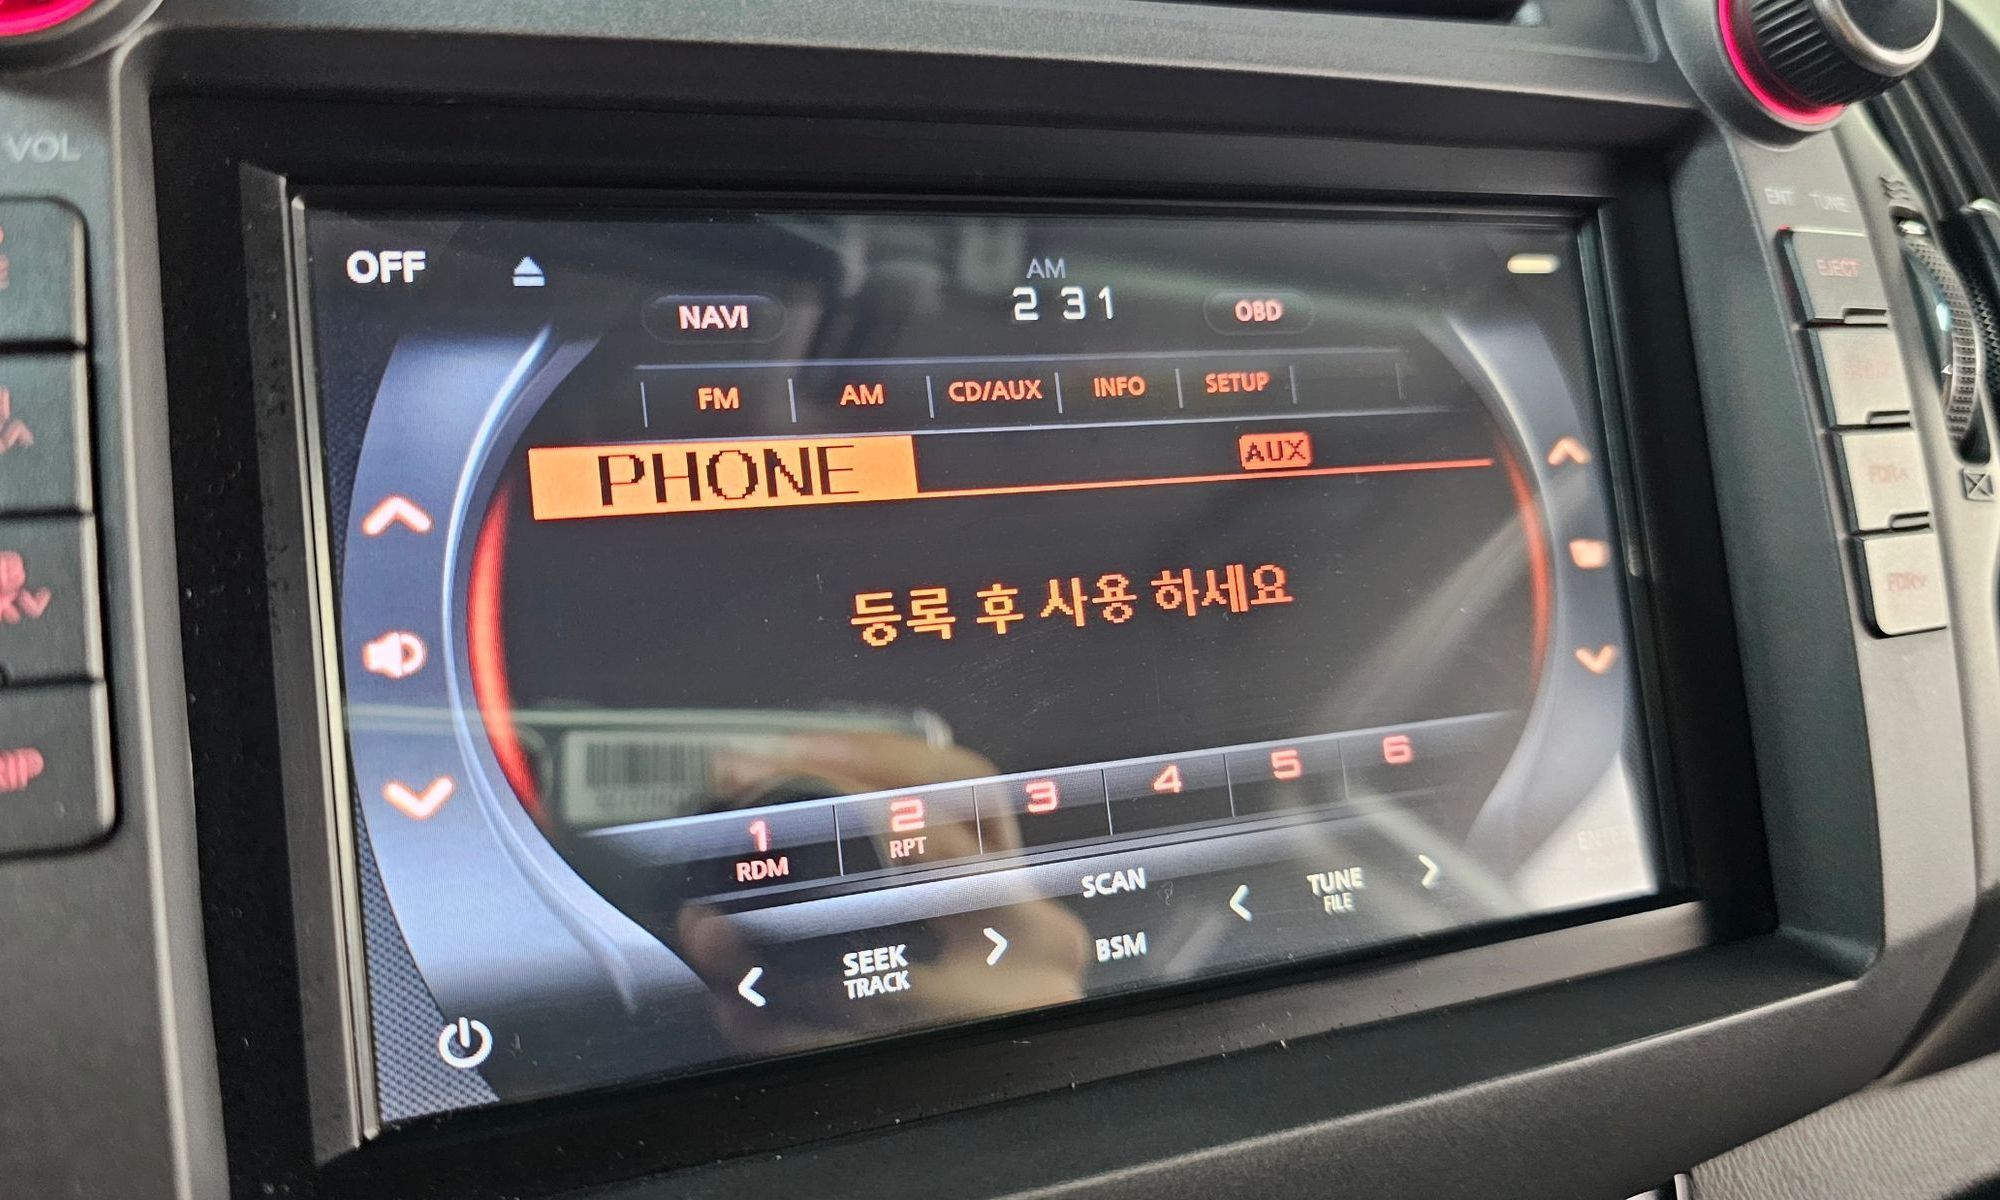 VOL
ENT TUNE
OFF
AM
2 31
NAVI
OBD
EJECT
FM AM CD/AUX INFO SETUP
PHONE
AUX
등록 후 사용 하세요
1 2 3 4 5 6
RDM RPT
SCAN
TUNE
FILE
SEEK
TRACK
BSM